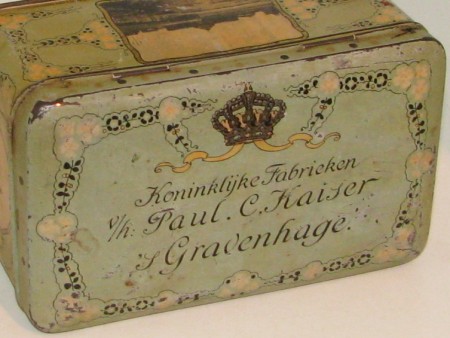 Koninklijke Fabrieken
v/h: Paul. C. Kaiser
's Gravenhage.